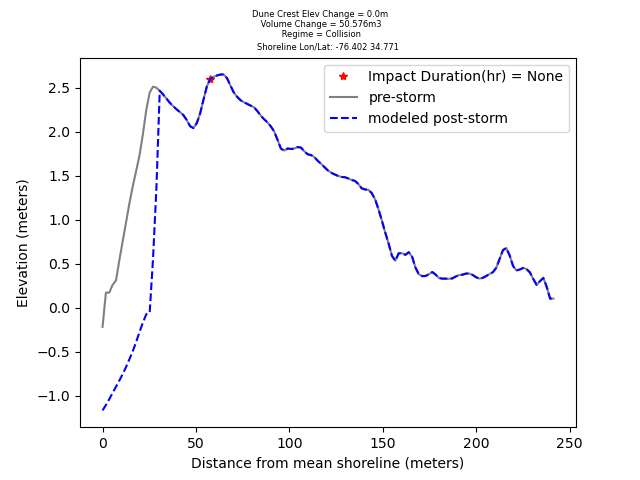 Dune Crest Elev Change = 0.0m
Volume Change = 50.576m3
Regime = Collision
Shoreline Lon/Lat: -76.402 34.771
Impact Duration(hr) = None
pre-storm
modeled post-storm
Elevation (meters)
2.5
2.0
1.5
1.0
0.5
0.0
−0.5
−1.0
0
50
100
150
200
250
Distance from mean shoreline (meters)